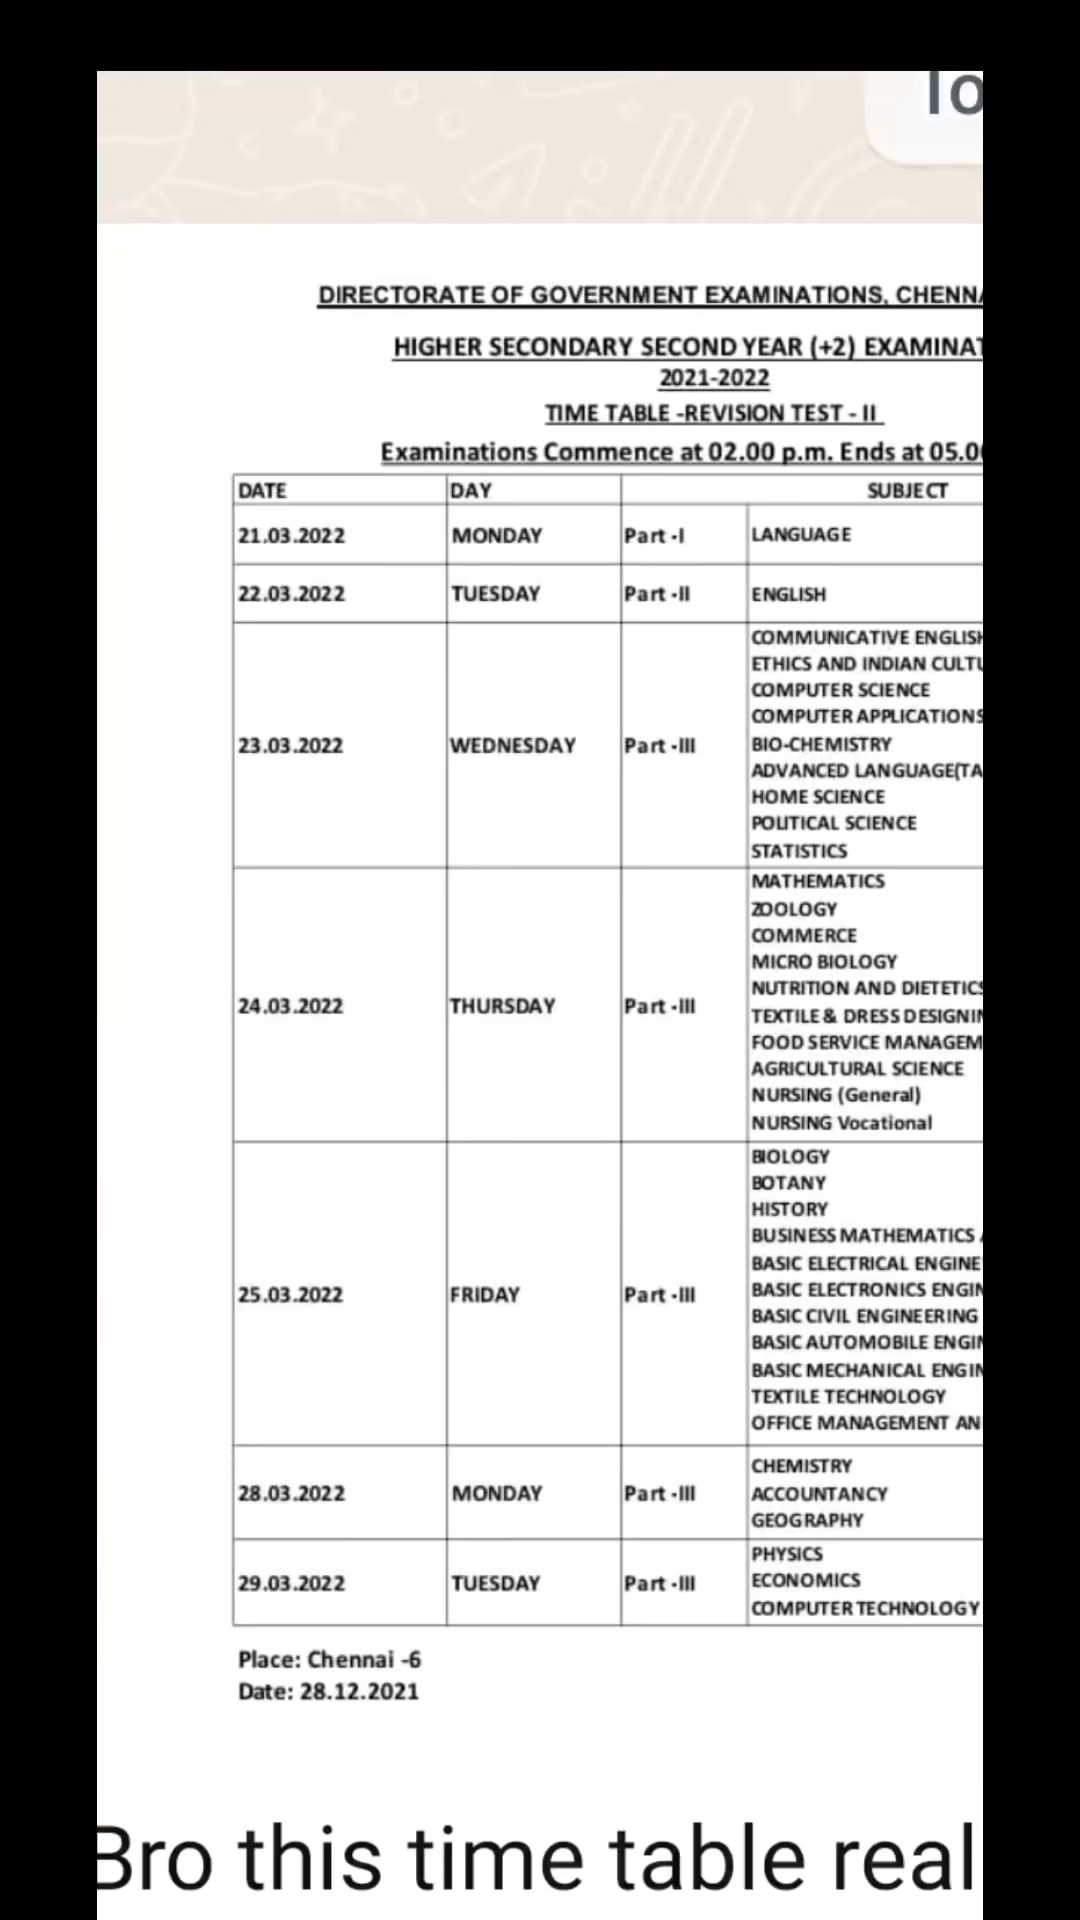 To
DIRECTORATE OF GOVERNMENT EXAMINATIONS, CHENNA
HIGHER SECONDARY SECOND YEAR (+2) EXAMINAT
2021-2022
TIME TABLE -REVISION TEST - II
Examinations Commence at 02.00 p.m. Ends at 05.0
DATE DAY SUBJECT
21.03.2022 MONDAY Part -I LANGUAGE
22.03.2022 TUESDAY Part -II ENGLISH
23.03.2022 WEDNESDAY Part -III COMMUNICATIVE ENGLISH
ETHICS AND INDIAN CULTU
COMPUTER SCIENCE
COMPUTER APPLICATIONS
BIO-CHEMISTRY
ADVANCED LANGUAGE(TA
HOME SCIENCE
POLITICAL SCIENCE
STATISTICS
24.03.2022 THURSDAY Part -III MATHEMATICS
ZOOLOGY
COMMERCE
MICRO BIOLOGY
NUTRITION AND DIETETICS
TEXTILE & DRESS DESIGNIN
FOOD SERVICE MANAGEM
AGRICULTURAL SCIENCE
NURSING (General)
NURSING Vocational
25.03.2022 FRIDAY Part -III BIOLOGY
BOTANY
HISTORY
BUSINESS MATHEMATICS
BASIC ELECTRICAL ENGINE
BASIC ELECTRONICS ENGIN
BASIC CIVIL ENGINEERING
BASIC AUTOMOBILE ENGIN
BASIC MECHANICAL ENGIN
TEXTILE TECHNOLOGY
OFFICE MANAGEMENT AN
28.03.2022 MONDAY Part -III CHEMISTRY
ACCOUNTANCY
GEOGRAPHY
29.03.2022 TUESDAY Part -III PHYSICS
ECONOMICS
COMPUTER TECHNOLOGY
Place: Chennai -6
Date: 28.12.2021
Bro this time table real